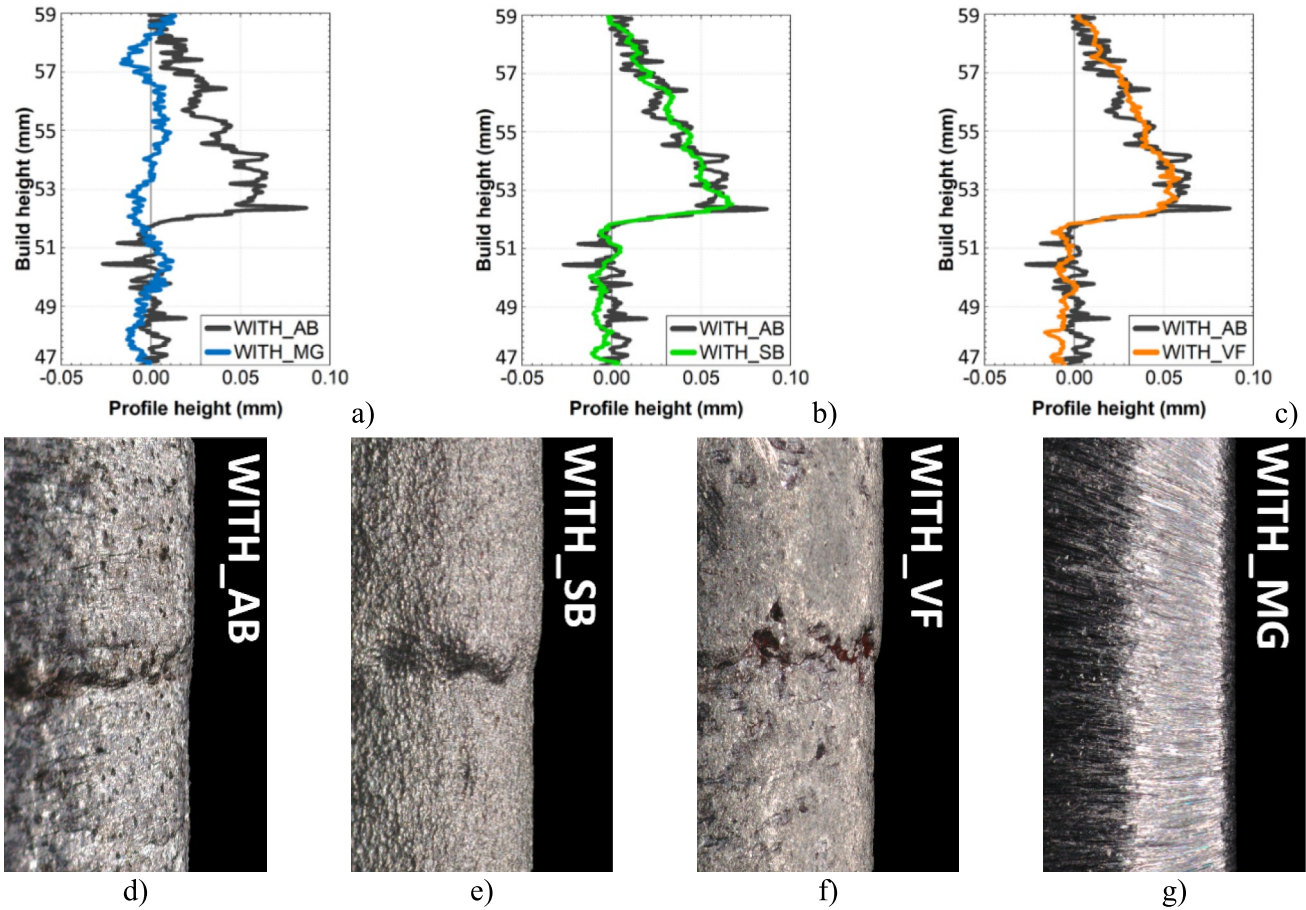 59
57
55
53
51
49
47
Build height (mm)
WITH_AB
WITH_MG
-0.05
0.00
0.05
0.10
Profile height (mm)
a)
59
57
55
53
51
49
47
Build height (mm)
WITH_AB
WITH_SB
-0.05
0.00
0.05
0.10
Profile height (mm)
b)
59
57
55
53
51
49
47
Build height (mm)
WITH_AB
WITH_VF
-0.05
0.00
0.05
0.10
Profile height (mm)
c)
WITH_AB
d)
WITH_SB
e)
WITH_VF
f)
WITH_MG
g)